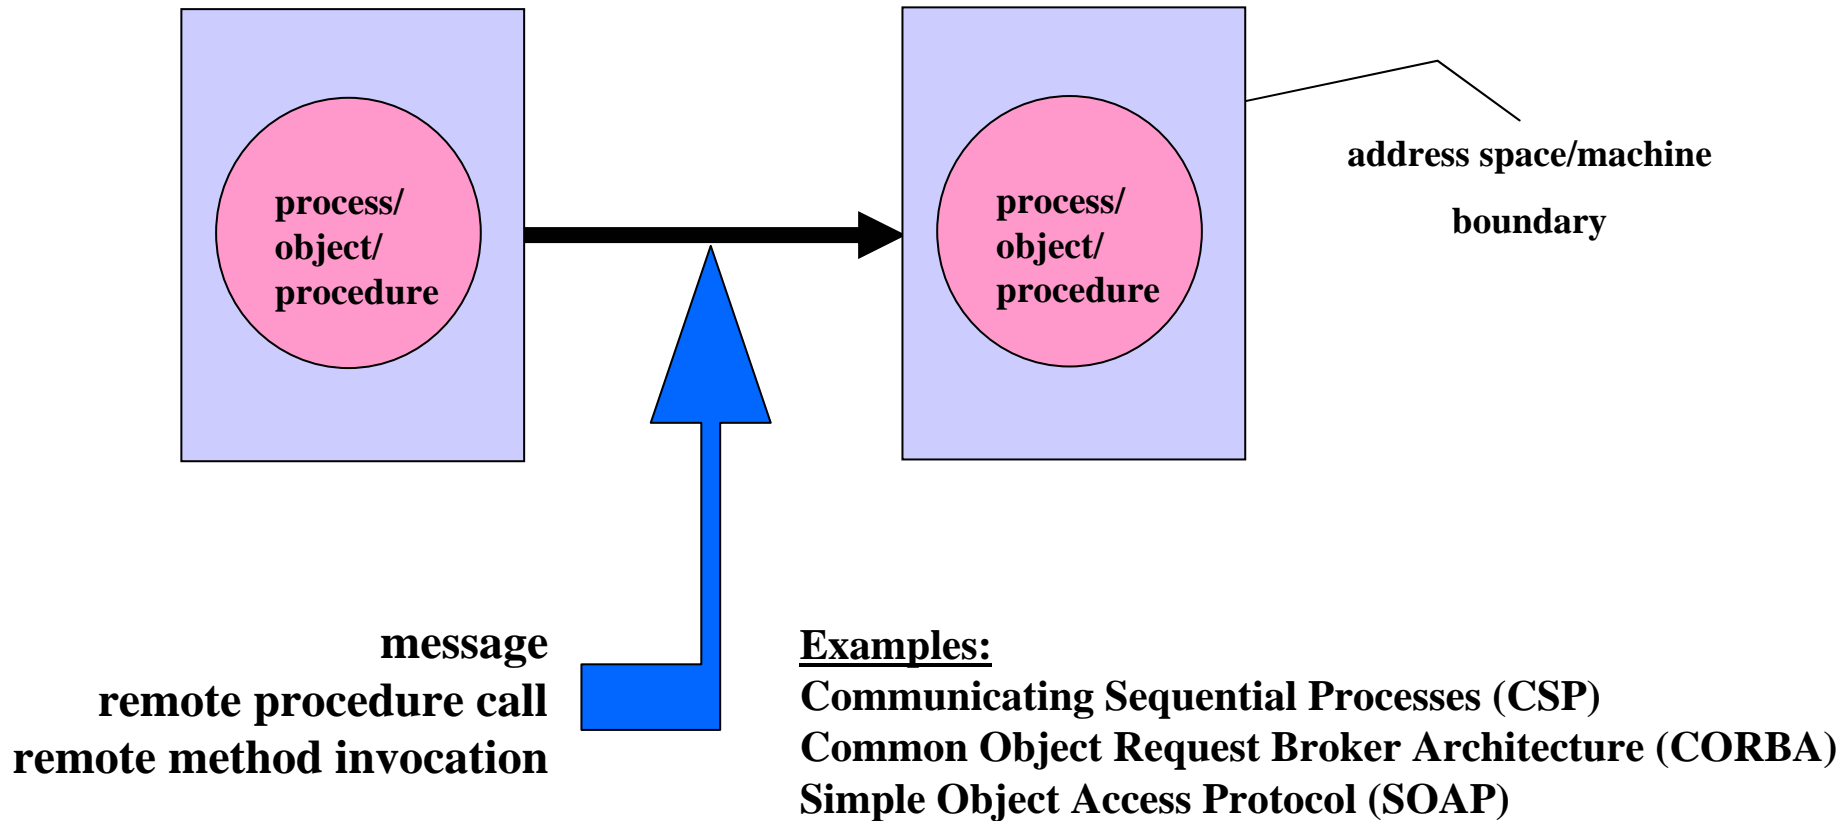 process/
object/
procedure
process/
object/
procedure
address space/machine
boundary
message
remote procedure call
remote method invocation
Examples:
Communicating Sequential Processes (CSP)
Common Object Request Broker Architecture (CORBA)
Simple Object Access Protocol (SOAP)